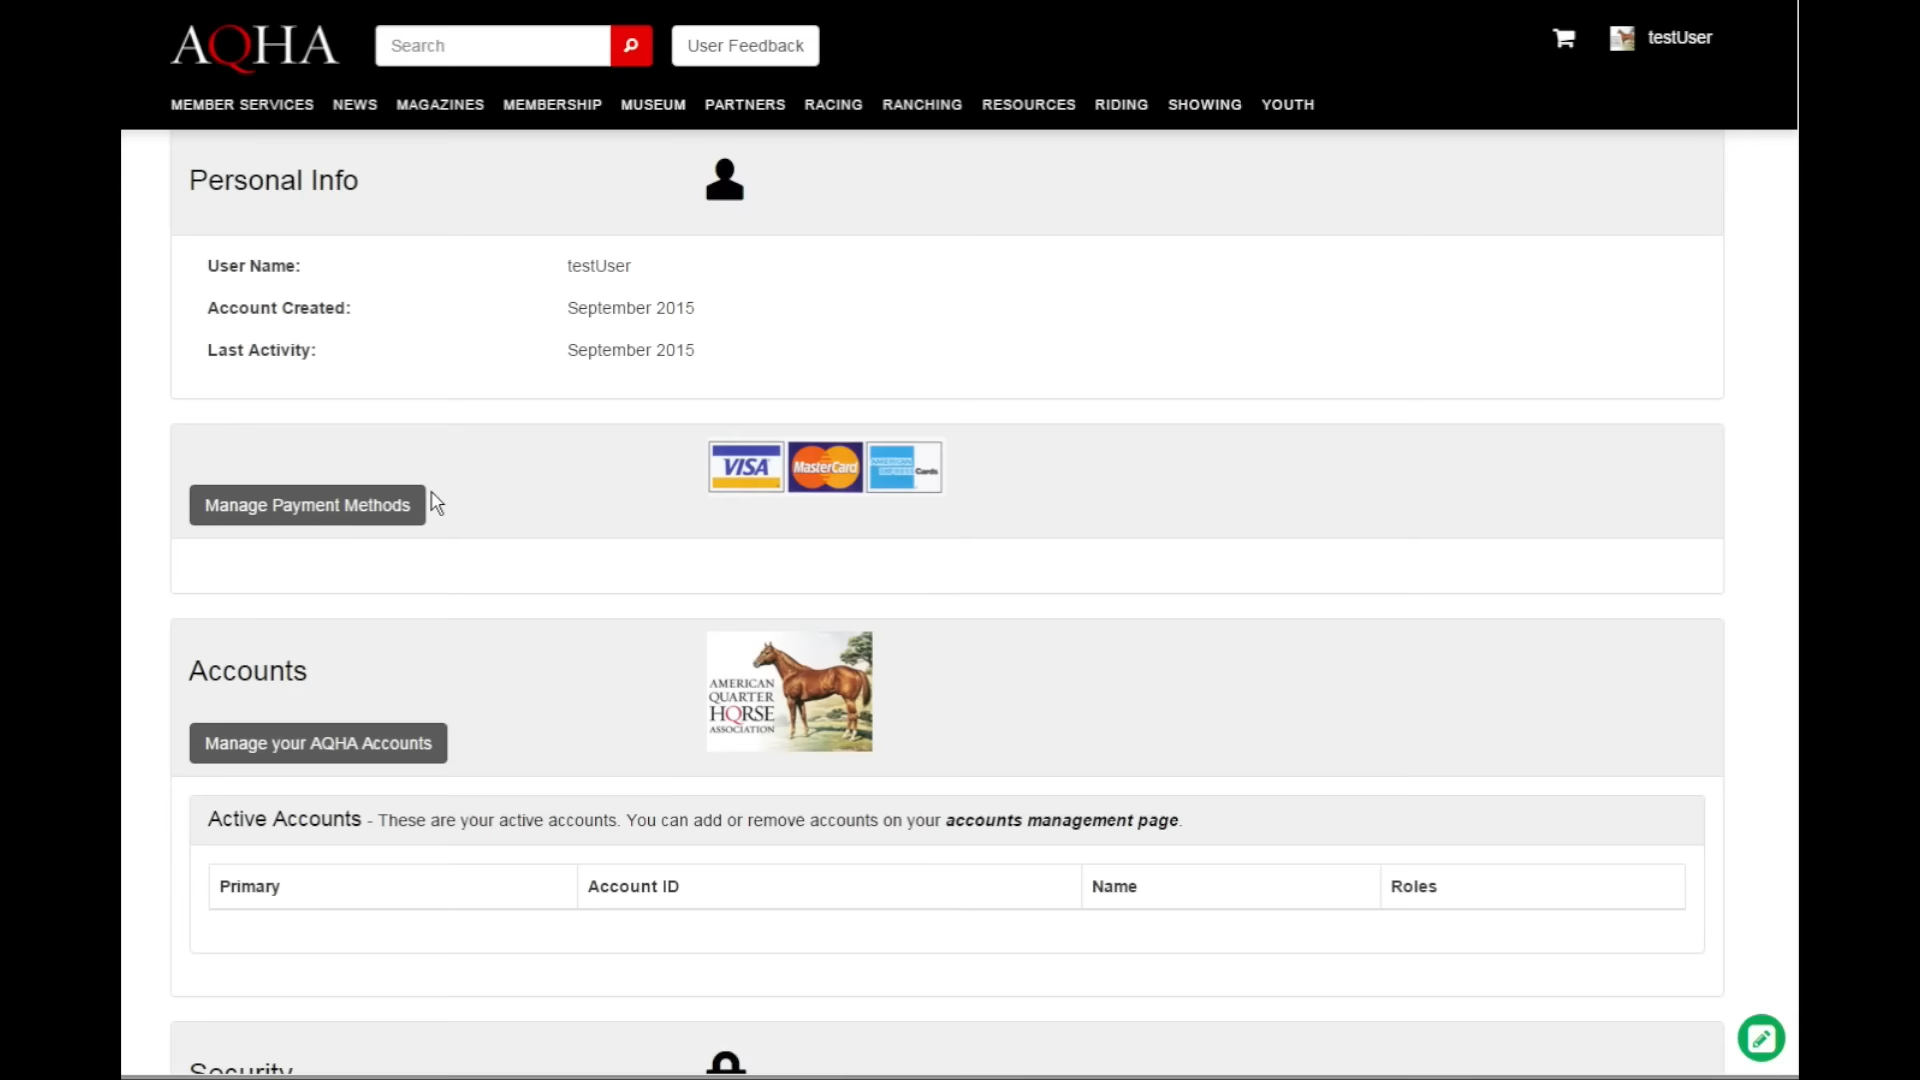 AQHA
Search
User Feedback
testUser
MEMBER SERVICES NEWS MAGAZINES MEMBERSHIP MUSEUM PARTNERS RACING RANCHING RESOURCES RIDING SHOWING YOUTH
Personal Info
User Name: testUser
Account Created: September 2015
Last Activity: September 2015
VISA MasterCard AMERICAN EXPRESS Cards
Manage Payment Methods
Accounts
AMERICAN
QUARTER
HORSE
ASSOCIATION
Manage your AQHA Accounts
Active Accounts - These are your active accounts. You can add or remove accounts on your accounts management page.
Primary Account ID Name Roles
Security